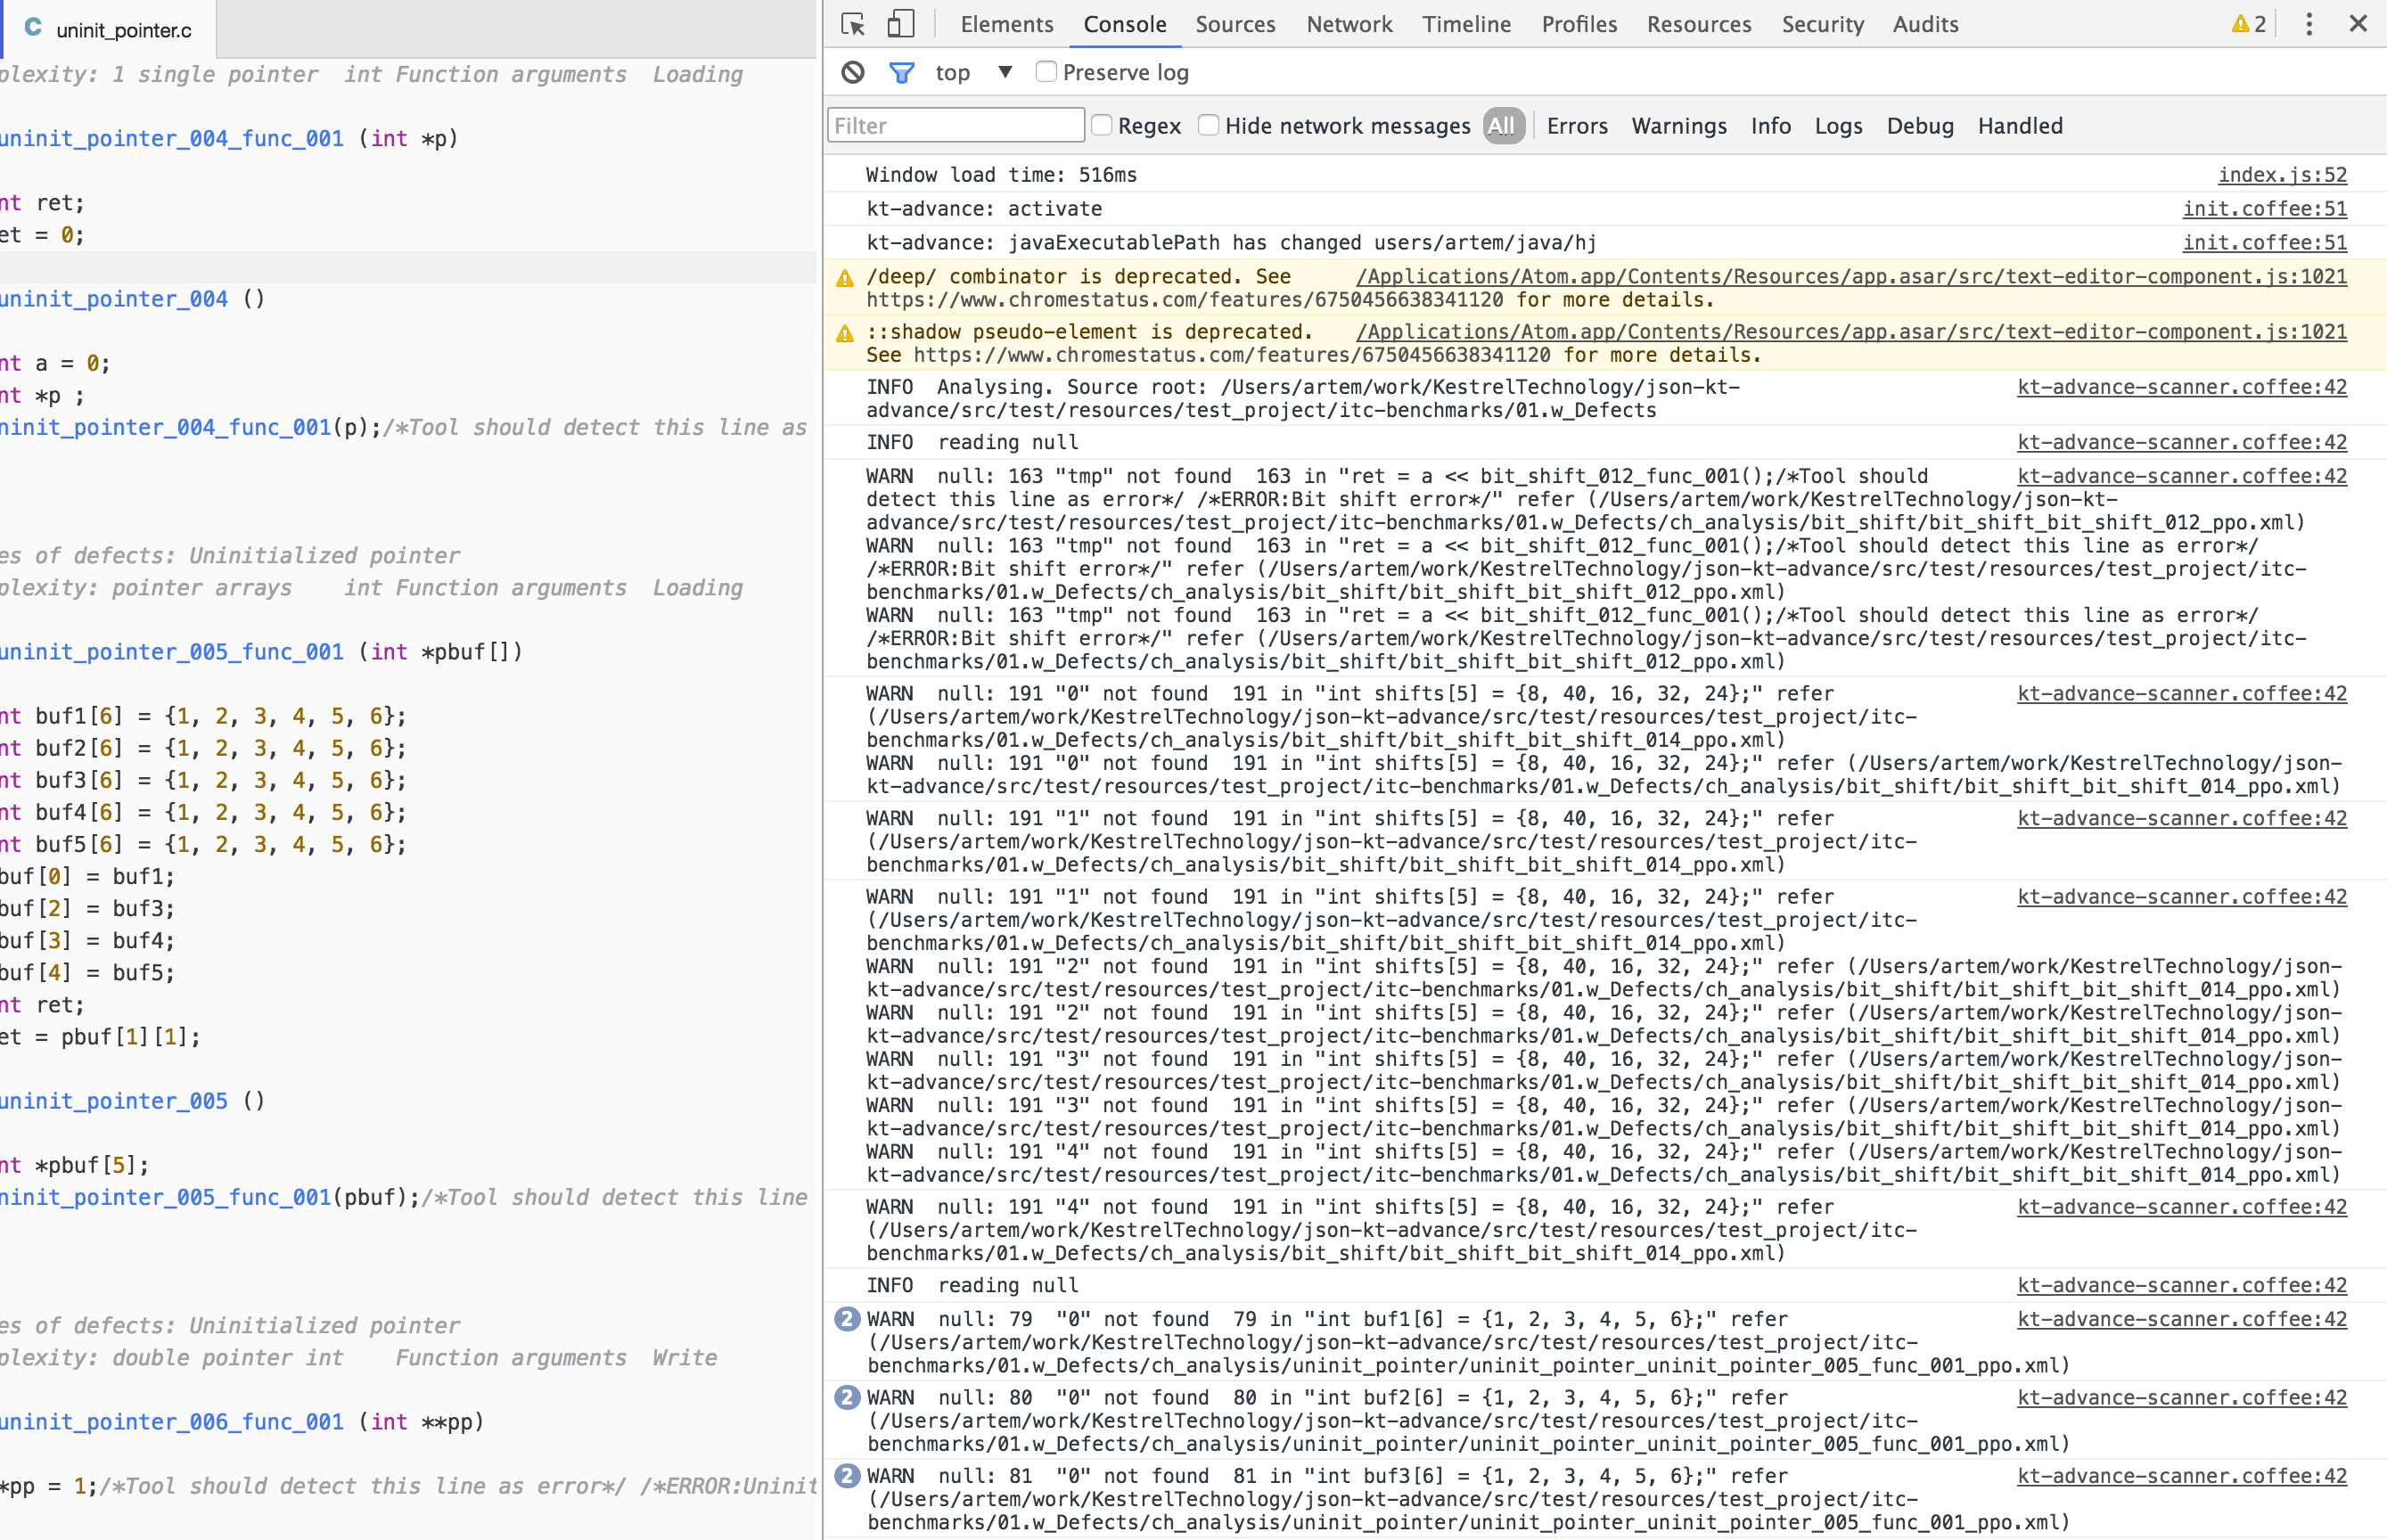 uninit_pointer.c
plexity: 1 single pointer  int Function arguments  Loading
uninit_pointer_004_func_001 (int *p)
nt ret;
et = 0;
uninit_pointer_004 ()
nt a = 0;
nt *p ;
ninit_pointer_004_func_001(p);/*Tool should detect this line as
es of defects: Uninitialized pointer
plexity: pointer arrays    int Function arguments  Loading
uninit_pointer_005_func_001 (int *pbuf[])
nt buf1[6] = {1, 2, 3, 4, 5, 6};
nt buf2[6] = {1, 2, 3, 4, 5, 6};
nt buf3[6] = {1, 2, 3, 4, 5, 6};
nt buf4[6] = {1, 2, 3, 4, 5, 6};
nt buf5[6] = {1, 2, 3, 4, 5, 6};
buf[0] = buf1;
buf[2] = buf3;
buf[3] = buf4;
buf[4] = buf5;
nt ret;
et = pbuf[1][1];
uninit_pointer_005 ()
nt *pbuf[5];
ninit_pointer_005_func_001(pbuf);/*Tool should detect this line
es of defects: Uninitialized pointer
plexity: double pointer int    Function arguments  Write
uninit_pointer_006_func_001 (int **pp)
*pp = 1;/*Tool should detect this line as error*/ /*ERROR:Uninit
Elements Console Sources Network Timeline Profiles Resources Security Audits 2
top Preserve log
Filter Regex Hide network messages All Errors Warnings Info Logs Debug Handled
Window load time: 516ms index.js:52
kt-advance: activate init.coffee:51
kt-advance: javaExecutablePath has changed users/artem/java/hj init.coffee:51
/deep/ combinator is deprecated. See /Applications/Atom.app/Contents/Resources/app.asar/src/text-editor-component.js:1021
https://www.chromestatus.com/features/6750456638341120 for more details.
::shadow pseudo-element is deprecated. /Applications/Atom.app/Contents/Resources/app.asar/src/text-editor-component.js:1021
See https://www.chromestatus.com/features/6750456638341120 for more details.
INFO  Analysing. Source root: /Users/artem/work/KestrelTechnology/json-kt- kt-advance-scanner.coffee:42
advance/src/test/resources/test_project/itc-benchmarks/01.w_Defects
INFO  reading null kt-advance-scanner.coffee:42
WARN  null: 163 "tmp" not found  163 in "ret = a << bit_shift_012_func_001();/*Tool should kt-advance-scanner.coffee:42
detect this line as error*/ /*ERROR:Bit shift error*/" refer (/Users/artem/work/KestrelTechnology/json-kt-
advance/src/test/resources/test_project/itc-benchmarks/01.w_Defects/ch_analysis/bit_shift/bit_shift_bit_shift_012_ppo.xml)
WARN  null: 163 "tmp" not found  163 in "ret = a << bit_shift_012_func_001();/*Tool should detect this line as error*/
/*ERROR:Bit shift error*/" refer (/Users/artem/work/KestrelTechnology/json-kt-advance/src/test/resources/test_project/itc-
benchmarks/01.w_Defects/ch_analysis/bit_shift/bit_shift_bit_shift_012_ppo.xml)
WARN  null: 163 "tmp" not found  163 in "ret = a << bit_shift_012_func_001();/*Tool should detect this line as error*/
/*ERROR:Bit shift error*/" refer (/Users/artem/work/KestrelTechnology/json-kt-advance/src/test/resources/test_project/itc-
benchmarks/01.w_Defects/ch_analysis/bit_shift/bit_shift_bit_shift_012_ppo.xml)
WARN  null: 191 "0" not found  191 in "int shifts[5] = {8, 40, 16, 32, 24};" refer kt-advance-scanner.coffee:42
(/Users/artem/work/KestrelTechnology/json-kt-advance/src/test/resources/test_project/itc-
benchmarks/01.w_Defects/ch_analysis/bit_shift/bit_shift_bit_shift_014_ppo.xml)
WARN  null: 191 "0" not found  191 in "int shifts[5] = {8, 40, 16, 32, 24};" refer (/Users/artem/work/KestrelTechnology/json-
kt-advance/src/test/resources/test_project/itc-benchmarks/01.w_Defects/ch_analysis/bit_shift/bit_shift_bit_shift_014_ppo.xml)
WARN  null: 191 "1" not found  191 in "int shifts[5] = {8, 40, 16, 32, 24};" refer kt-advance-scanner.coffee:42
(/Users/artem/work/KestrelTechnology/json-kt-advance/src/test/resources/test_project/itc-
benchmarks/01.w_Defects/ch_analysis/bit_shift/bit_shift_bit_shift_014_ppo.xml)
WARN  null: 191 "1" not found  191 in "int shifts[5] = {8, 40, 16, 32, 24};" refer kt-advance-scanner.coffee:42
(/Users/artem/work/KestrelTechnology/json-kt-advance/src/test/resources/test_project/itc-
benchmarks/01.w_Defects/ch_analysis/bit_shift/bit_shift_bit_shift_014_ppo.xml)
WARN  null: 191 "2" not found  191 in "int shifts[5] = {8, 40, 16, 32, 24};" refer (/Users/artem/work/KestrelTechnology/json-
kt-advance/src/test/resources/test_project/itc-benchmarks/01.w_Defects/ch_analysis/bit_shift/bit_shift_bit_shift_014_ppo.xml)
WARN  null: 191 "2" not found  191 in "int shifts[5] = {8, 40, 16, 32, 24};" refer (/Users/artem/work/KestrelTechnology/json-
kt-advance/src/test/resources/test_project/itc-benchmarks/01.w_Defects/ch_analysis/bit_shift/bit_shift_bit_shift_014_ppo.xml)
WARN  null: 191 "3" not found  191 in "int shifts[5] = {8, 40, 16, 32, 24};" refer (/Users/artem/work/KestrelTechnology/json-
kt-advance/src/test/resources/test_project/itc-benchmarks/01.w_Defects/ch_analysis/bit_shift/bit_shift_bit_shift_014_ppo.xml)
WARN  null: 191 "3" not found  191 in "int shifts[5] = {8, 40, 16, 32, 24};" refer (/Users/artem/work/KestrelTechnology/json-
kt-advance/src/test/resources/test_project/itc-benchmarks/01.w_Defects/ch_analysis/bit_shift/bit_shift_bit_shift_014_ppo.xml)
WARN  null: 191 "4" not found  191 in "int shifts[5] = {8, 40, 16, 32, 24};" refer (/Users/artem/work/KestrelTechnology/json-
kt-advance/src/test/resources/test_project/itc-benchmarks/01.w_Defects/ch_analysis/bit_shift/bit_shift_bit_shift_014_ppo.xml)
WARN  null: 191 "4" not found  191 in "int shifts[5] = {8, 40, 16, 32, 24};" refer kt-advance-scanner.coffee:42
(/Users/artem/work/KestrelTechnology/json-kt-advance/src/test/resources/test_project/itc-
benchmarks/01.w_Defects/ch_analysis/bit_shift/bit_shift_bit_shift_014_ppo.xml)
INFO  reading null kt-advance-scanner.coffee:42
2 WARN  null: 79  "0" not found  79 in "int buf1[6] = {1, 2, 3, 4, 5, 6};" refer kt-advance-scanner.coffee:42
(/Users/artem/work/KestrelTechnology/json-kt-advance/src/test/resources/test_project/itc-
benchmarks/01.w_Defects/ch_analysis/uninit_pointer/uninit_pointer_uninit_pointer_005_func_001_ppo.xml)
2 WARN  null: 80  "0" not found  80 in "int buf2[6] = {1, 2, 3, 4, 5, 6};" refer kt-advance-scanner.coffee:42
(/Users/artem/work/KestrelTechnology/json-kt-advance/src/test/resources/test_project/itc-
benchmarks/01.w_Defects/ch_analysis/uninit_pointer/uninit_pointer_uninit_pointer_005_func_001_ppo.xml)
2 WARN  null: 81  "0" not found  81 in "int buf3[6] = {1, 2, 3, 4, 5, 6};" refer kt-advance-scanner.coffee:42
(/Users/artem/work/KestrelTechnology/json-kt-advance/src/test/resources/test_project/itc-
benchmarks/01.w_Defects/ch_analysis/uninit_pointer/uninit_pointer_uninit_pointer_005_func_001_ppo.xml)